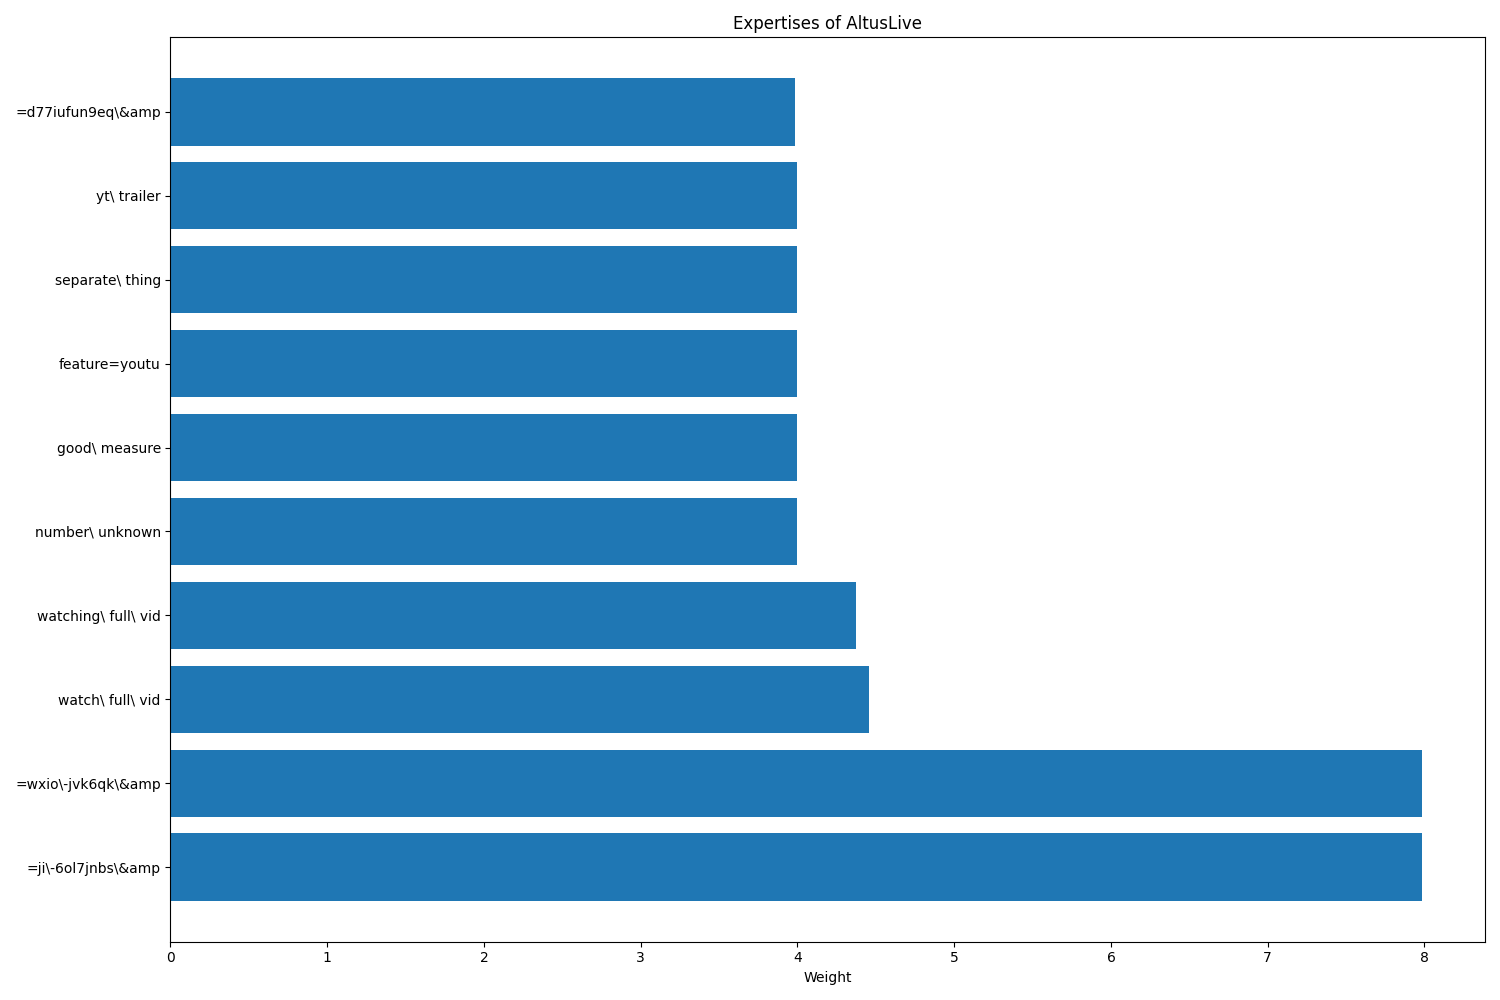 Expertises of AltusLive
=d77iufun9eq\&amp
yt\ trailer
separate\ thing
feature=youtu
good\ measure
number\ unknown
watching\ full\ vid
watch\ full\ vid
=wxio\-jvk6qk\&amp
=ji\-6ol7jnbs\&amp
0 1 2 3 4 5 6 7 8
Weight